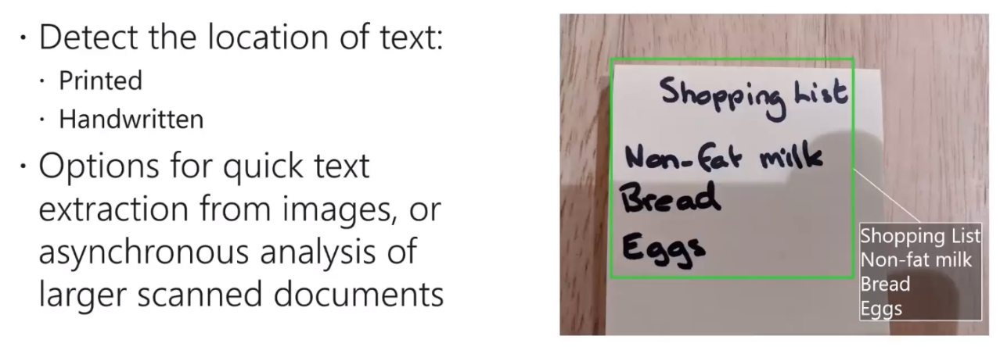 · Detect the location of text:
· Printed
· Handwritten
· Options for quick text
extraction from images, or
asynchronous analysis of
larger scanned documents
Shopping List
Non-fat milk
Bread
Eggs
Shopping List
Non-fat milk
Bread
Eggs